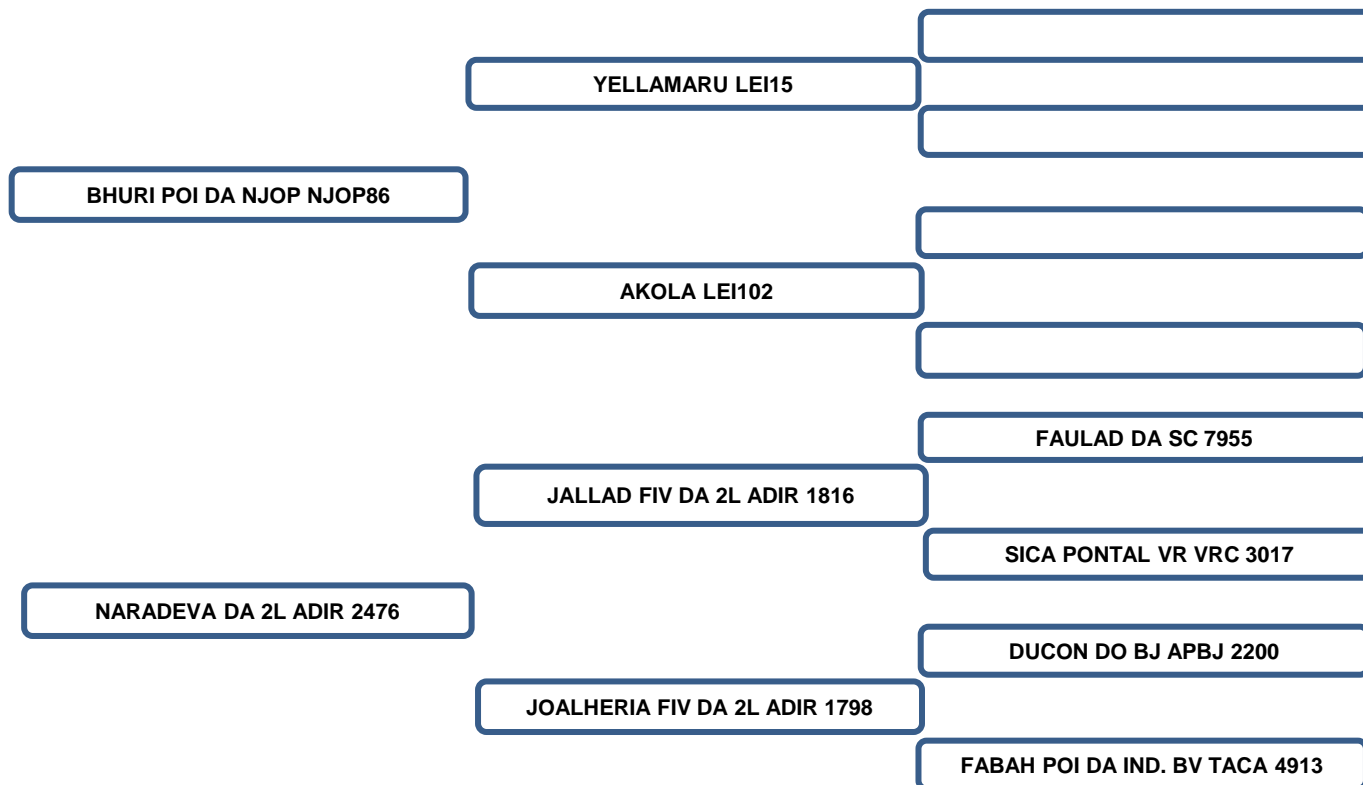 YELLAMARU LEI15
BHURI POI DA NJOP NJOP86
AKOLA LEI102
FAULAD DA SC 7955
JALLAD FIV DA 2L ADIR 1816
SICA PONTAL VR VRC 3017
NARADEVA DA 2L ADIR 2476
DUCON DO BJ APBJ 2200
JOALHERIA FIV DA 2L ADIR 1798
FABAH POI DA IND. BV TACA 4913